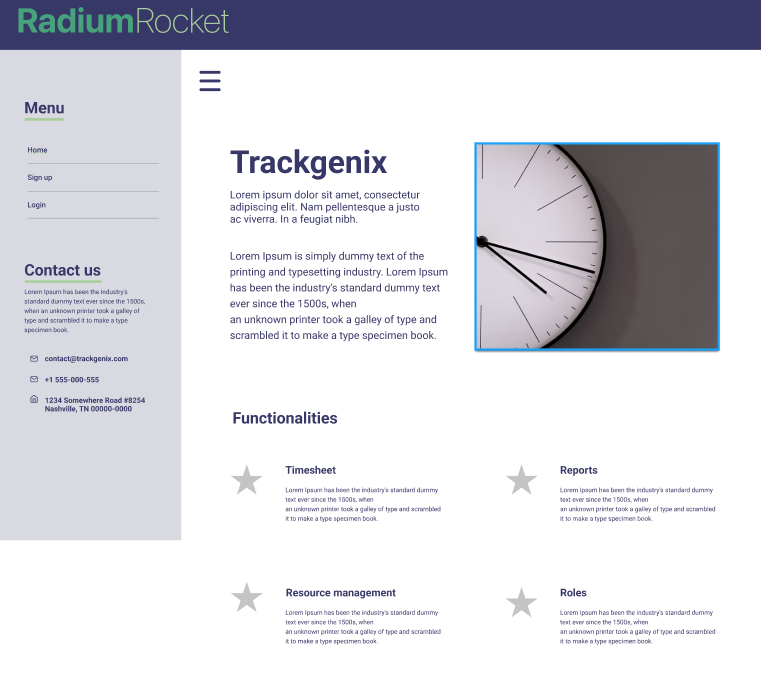 RadiumRocket
Menu
Home
Sign up
Login
Contact us
Lorem Ipsum has been the industry's
standard dummy text ever since the 1500s,
when an unknown printer took a galley of
type and scrambled it to make a type
specimen book.
contact@trackgenix.com
+1 555-000-555
1234 Somewhere Road #8254
Nashville, TN 00000-0000
Trackgenix
Lorem ipsum dolor sit amet, consectetur
adipiscing elit. Nam pellentesque a justo
ac viverra. In a feugiat nibh.
Lorem Ipsum is simply dummy text of the
printing and typesetting industry. Lorem Ipsum
has been the industry's standard dummy text
ever since the 1500s, when
an unknown printer took a galley of type and
scrambled it to make a type specimen book.
Functionalities
Timesheet
Lorem Ipsum has been the industry's standard dummy
text ever since the 1500s, when
an unknown printer took a galley of type and scrambled
it to make a type specimen book.
Reports
Lorem Ipsum has been the industry's standard dummy
text ever since the 1500s, when
an unknown printer took a galley of type and scrambled
it to make a type specimen book.
Resource management
Lorem Ipsum has been the industry's standard dummy
text ever since the 1500s, when
an unknown printer took a galley of type and scrambled
it to make a type specimen book.
Roles
Lorem Ipsum has been the industry's standard dummy
text ever since the 1500s, when
an unknown printer took a galley of type and scrambled
it to make a type specimen book.